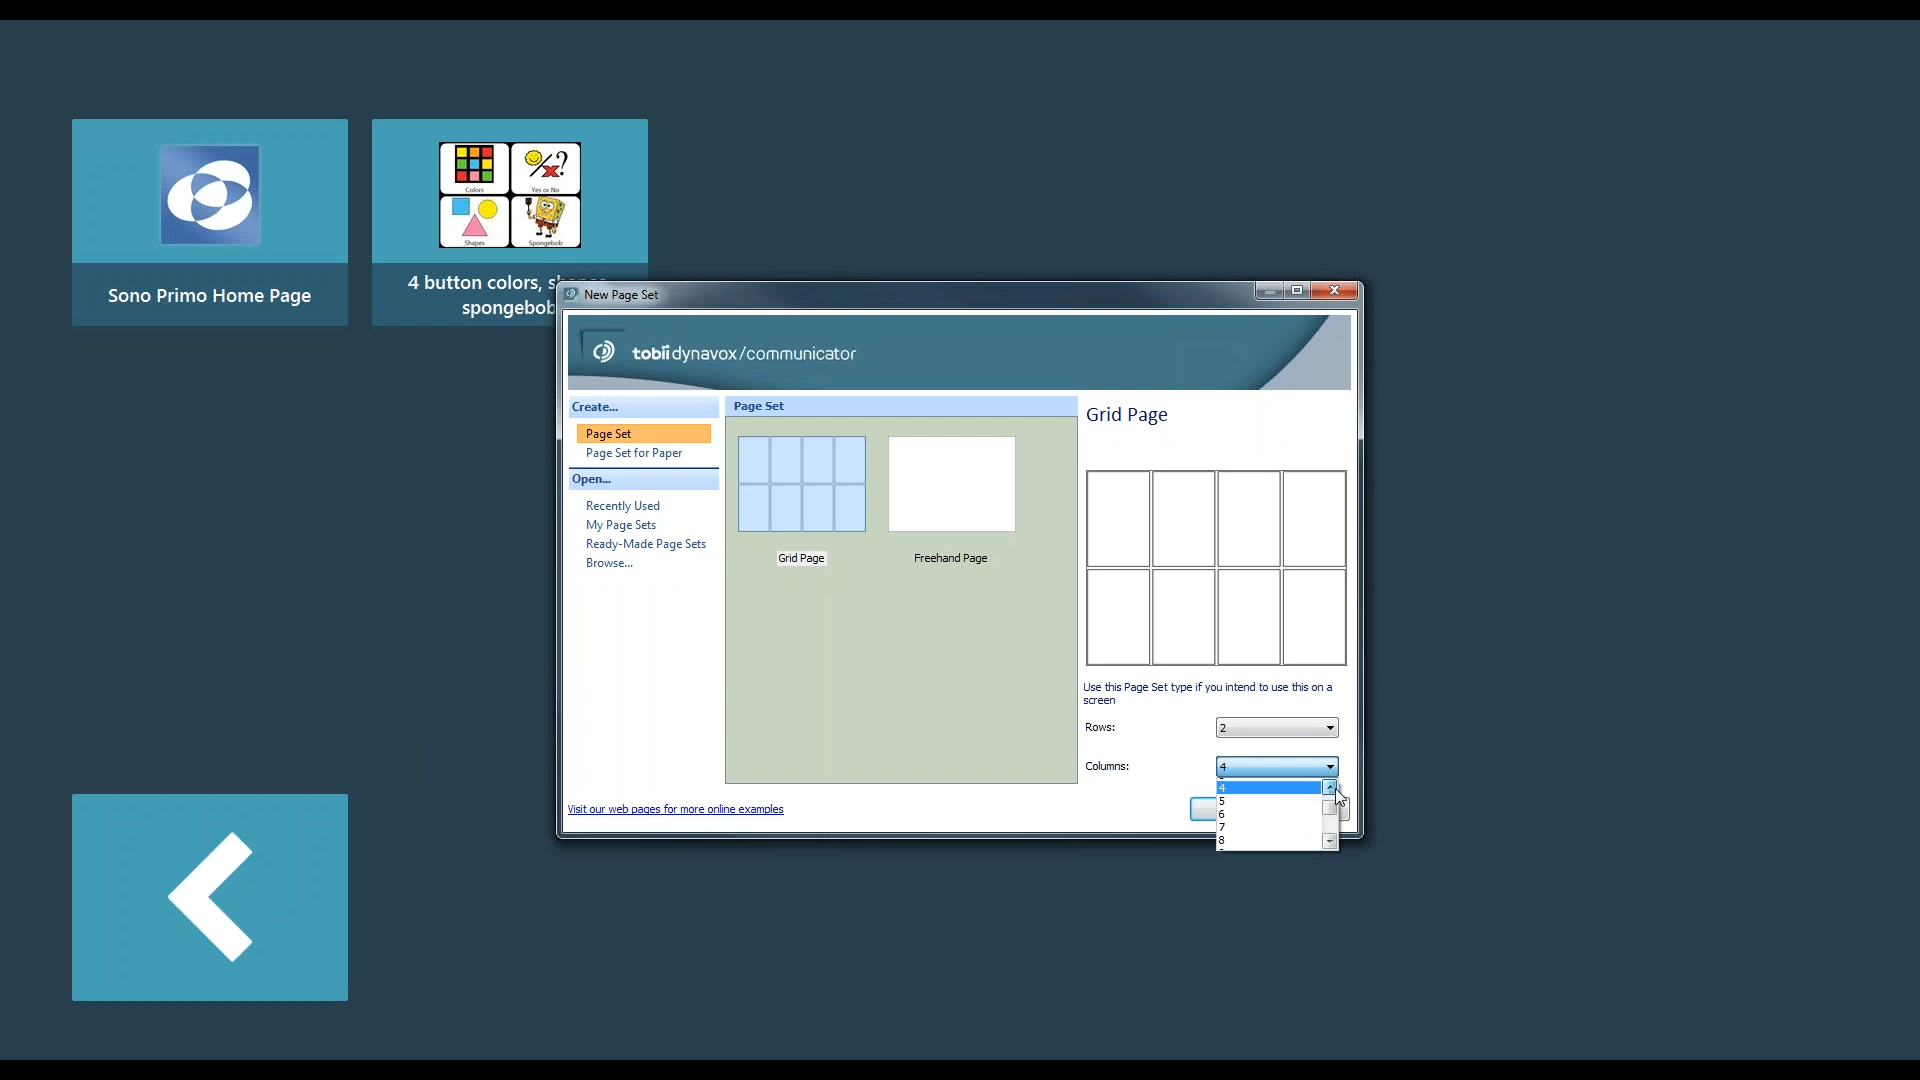 Colors
Yes or No
Shapes
Spongebob
Sono Primo Home Page
4 button colors, shapes
spongebob
New Page Set
tobii dynavox/communicator
Create...
Page Set
Page Set for Paper
Open...
Recently Used
My Page Sets
Ready-Made Page Sets
Browse...
Page Set
Grid Page
Freehand Page
Grid Page
Use this Page Set type if you intend to use this on a
screen
Rows:
2
Columns:
4
4
5
6
7
8
Visit our web pages for more online examples